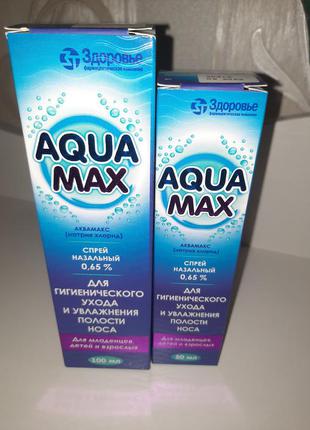 Здоровье
фармацевтическая компания
AQUA
MAX
АКВАМАКС
(натрия хлорид)
СПРЕЙ
НАЗАЛЬНЫЙ
0,65 %
ДЛЯ
ГИГИЕНИЧЕСКОГО
УХОДА
И УВЛАЖНЕНИЯ
ПОЛОСТИ
НОСА
Для младенцев,
детей и взрослых
100 мл
Здоровье
фармацевтическая компания
AQUA
MAX
АКВАМАКС
(натрия хлорид)
СПРЕЙ
НАЗАЛЬНЫЙ
0,65 %
ДЛЯ
ГИГИЕНИЧЕСКОГО
УХОДА
И УВЛАЖНЕНИЯ
ПОЛОСТИ
НОСА
Для младенцев,
детей и взрослых
50 мл